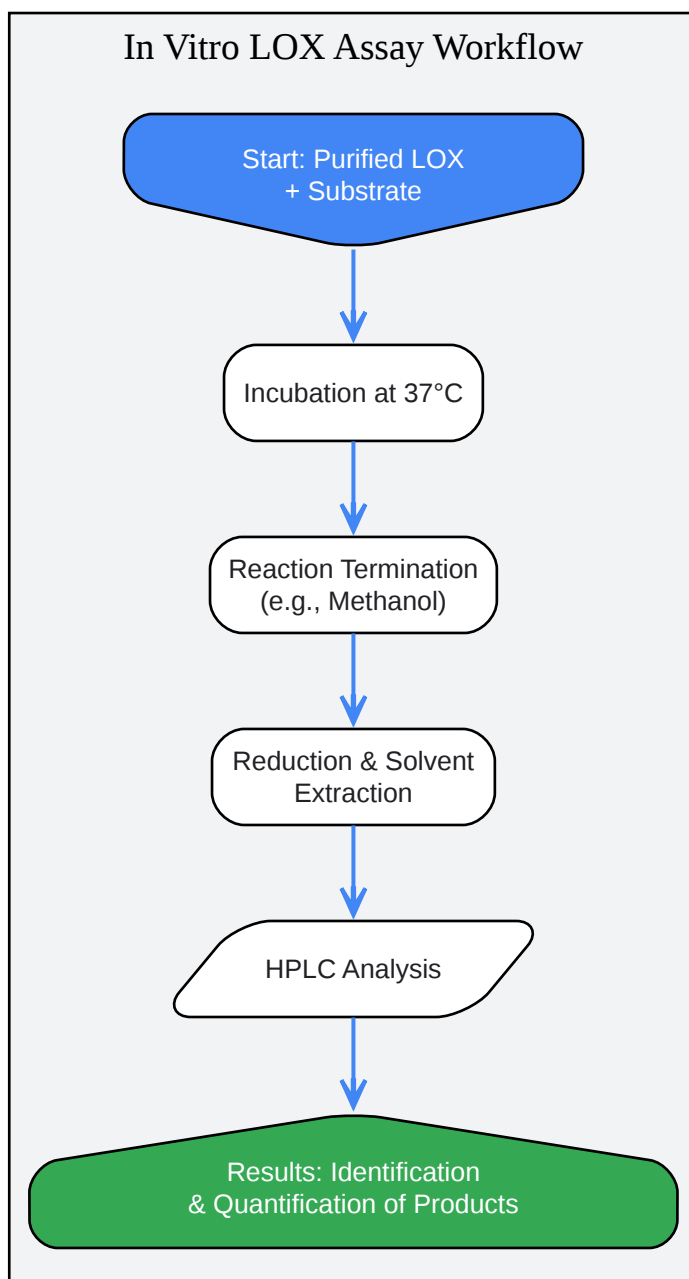 In Vitro LOX Assay Workflow
Start: Purified LOX
+ Substrate
Incubation at 37°C
Reaction Termination
(e.g., Methanol)
Reduction & Solvent
Extraction
HPLC Analysis
Results: Identification
& Quantification of Products